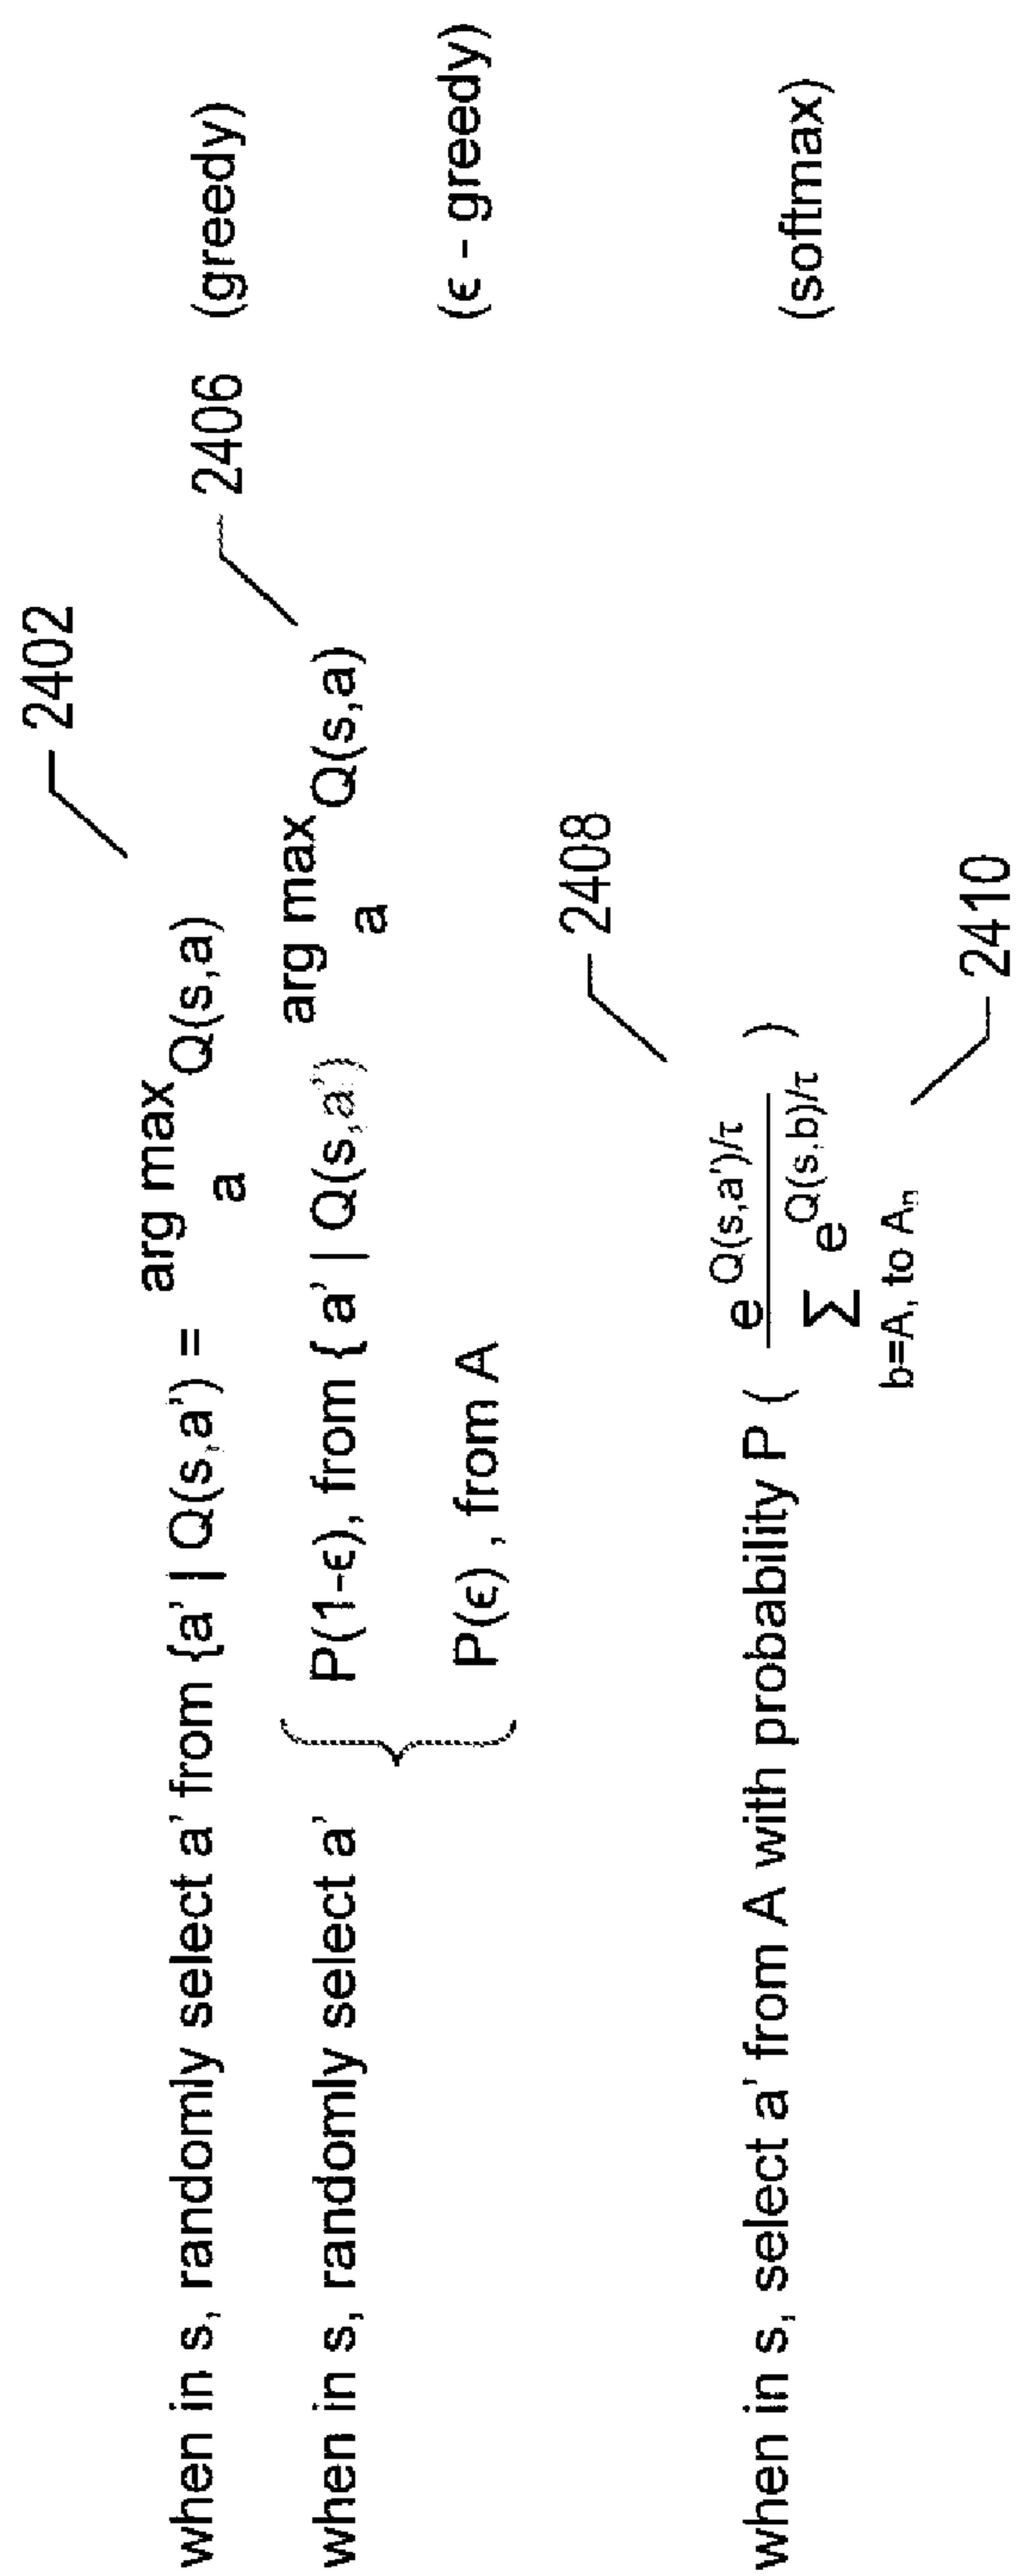 2402
when in s, randomly select a' from {a' | Q(s,a') = arg max Q(s,a) (greedy)
a
2406
when in s, randomly select a' { P(1-ϵ), from { a' | Q(s,a') arg max Q(s,a)
a
P(ϵ) , from A (ϵ - greedy)
2408
when in s, select a' from A with probability P ( e^Q(s,a')/τ / Σ e^Q(s,b)/τ ) (softmax)
b=A, to Aₙ
2410